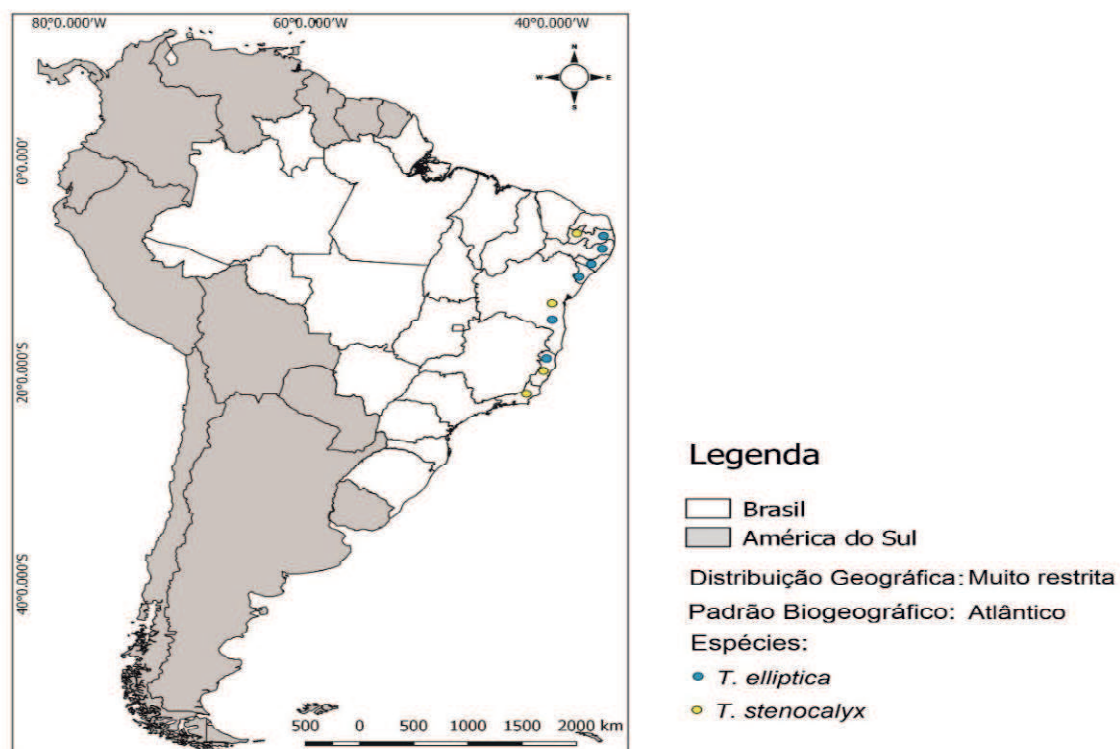 80°0.000'W 60°0.000'W 40°0.000'W
N
W E
S
0°0.000'
20°0.000'S
40°0.000'S
500 0 500 1000 1500 2000 km
Legenda
Brasil
América do Sul
Distribuição Geográfica: Muito restrita
Padrão Biogeográfico: Atlântico
Espécies:
T. elliptica
T. stenocalyx